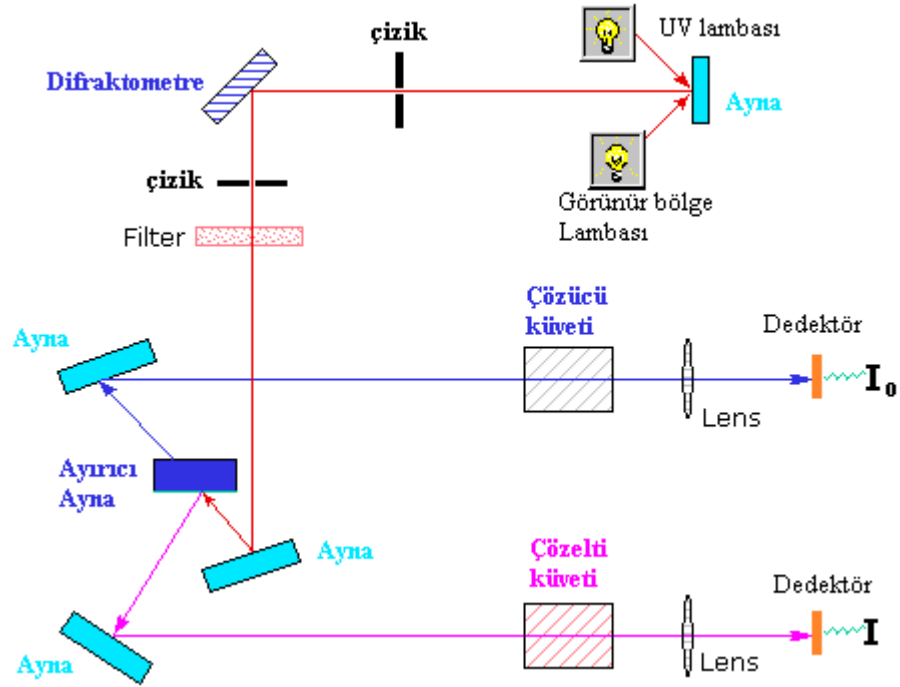 çizik
UV lambası
Difraktometre
Ayna
çizik
Görünür bölge
Lambası
Filter
Çözücü
küveti
Dedektör
Ayna
I0
Lens
Ayırıcı
Ayna
Ayna
Çözelti
küveti
Dedektör
I
Ayna
Lens